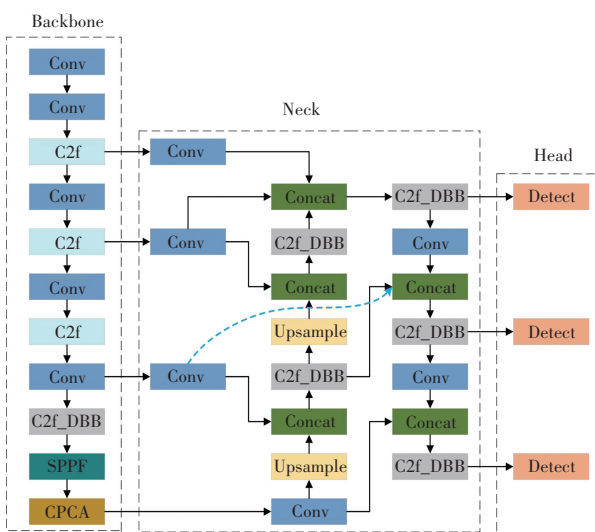 Backbone
Conv
Conv
C2f
Conv
C2f
Conv
C2f
Conv
C2f_DBB
SPPF
CPCA
Neck
Conv
Conv
Conv
Concat
C2f_DBB
Concat
Upsample
C2f_DBB
Concat
Upsample
Conv
C2f_DBB
Conv
Concat
C2f_DBB
Conv
Concat
C2f_DBB
Head
Detect
Detect
Detect